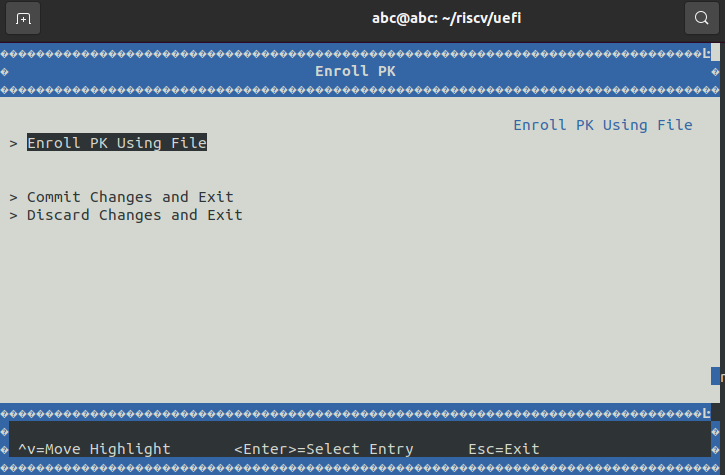 abc@abc: ~/riscv/uefi
Enroll PK
Enroll PK Using File
> Enroll PK Using File
> Commit Changes and Exit
> Discard Changes and Exit
^v=Move Highlight <Enter>=Select Entry Esc=Exit